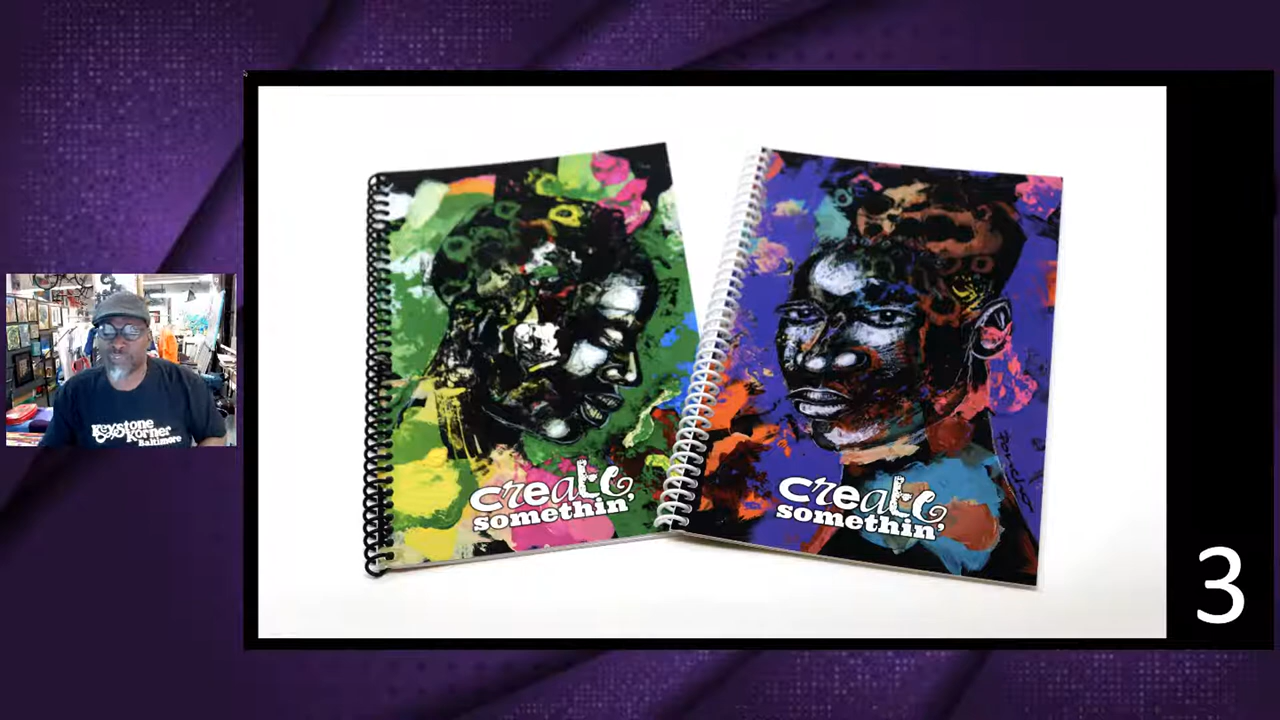 create
somethin'
create
somethin'
Keystone
Korner
Baltimore
3